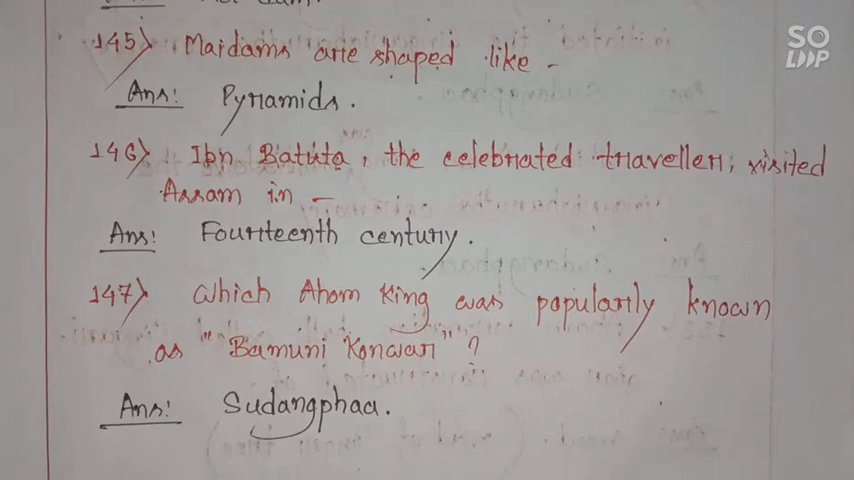 145) Maidams are shaped like -
Ans: Pyramids.
146) Ibn Batuta, the celebrated traveller, visited
Assam in -
Ans: Fourteenth century.
147) Which Ahom King was popularly known
as "Bamuni Konwar" ?
Ans: Sudangphaa.
SO
LOOP